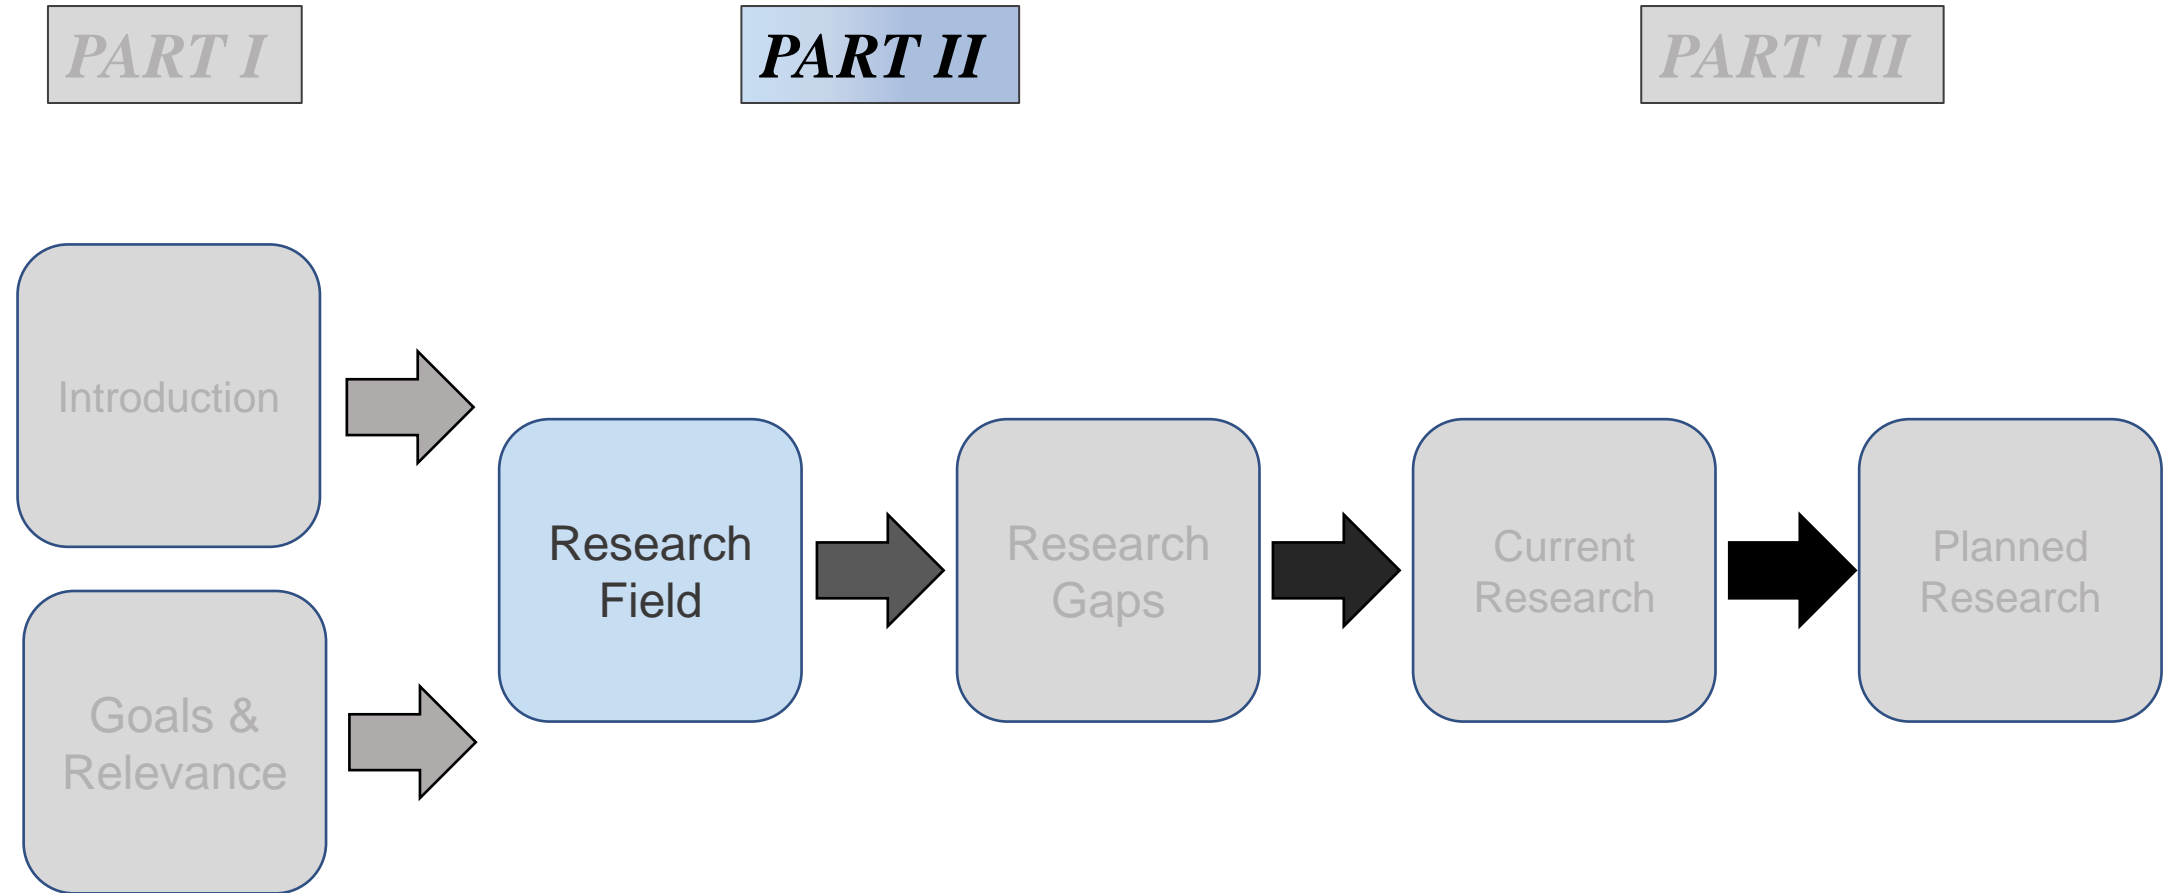 PART I
PART II
PART III
Introduction
Goals &
Relevance
Research
Field
Research
Gaps
Current
Research
Planned
Research